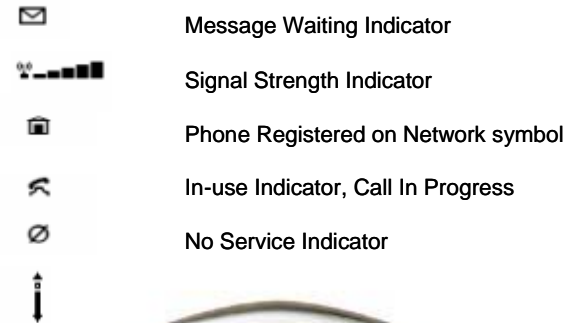 Message Waiting Indicator
Signal Strength Indicator
Phone Registered on Network symbol
In-use Indicator, Call In Progress
No Service Indicator